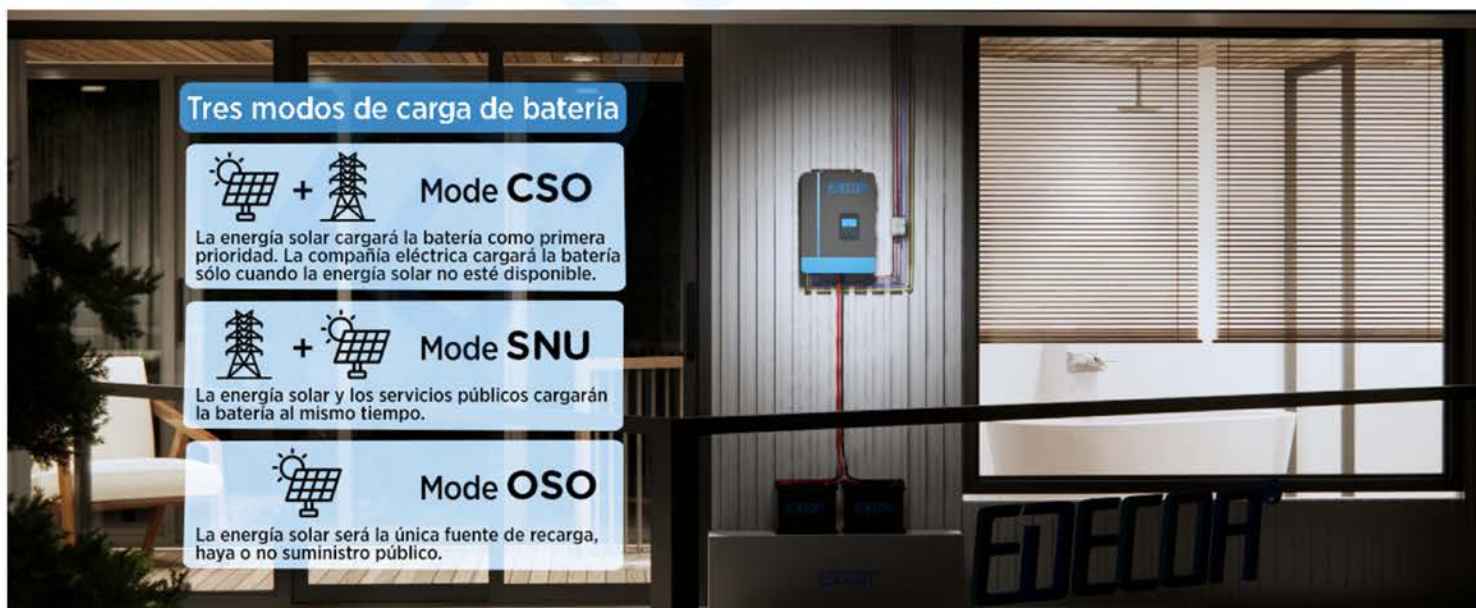 Tres modos de carga de batería
+ Mode CSO
La energía solar cargará la batería como primera
prioridad. La compañía eléctrica cargará la batería
sólo cuando la energía solar no esté disponible.
+ Mode SNU
La energía solar y los servicios públicos cargarán
la batería al mismo tiempo.
Mode OSO
La energía solar será la única fuente de recarga,
haya o no suministro público.
EDECOA
EDECOA